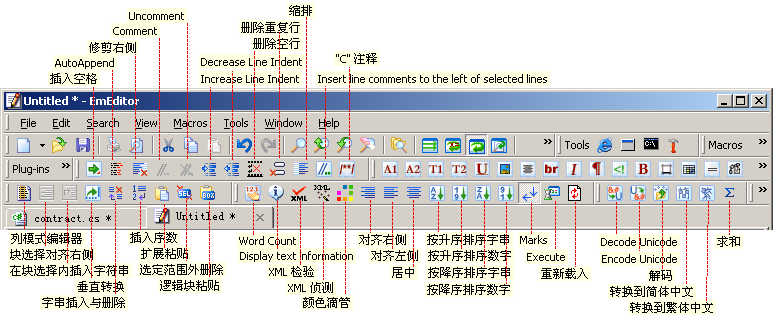 缩排
Uncomment
删除重复行
Comment
删除空行
修剪右侧
"C" 注释
AutoAppend
Decrease Line Indent
插入空格
Increase Line Indent
Insert line comments to the left of selected lines
Untitled * - EmEditor
File Edit Search View Macros Tools Window Help
Tools
Macros
Plug-ins
A1 A2 T1 T2 U br I ¶ B
XML
SEL
BOX
contract.cs *
Untitled *
列模式编辑器
块选择对齐右侧
在块选择内插入字符串
垂直转换
字串插入与删除
插入序数
扩展粘贴
选定范围外删除
逻辑块粘贴
Word Count
Display text Information
XML 检验
XML 侦测
颜色滴管
对齐右侧
对齐左侧
居中
按升序排序字串
按升序排序数字
按降序排序字串
按降序排序数字
Marks
Execute
重新载入
Decode Unicode
Encode Unicode
解码
转换到简体中文
转换到繁体中文
求和